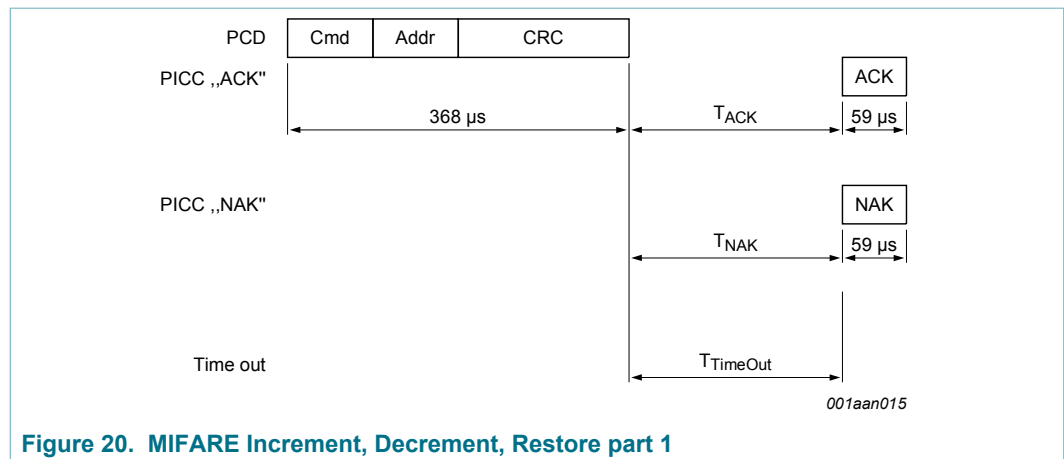 PCD Cmd Addr CRC
PICC ,,ACK" ACK
368 µs TACK 59 µs
PICC ,,NAK" NAK
TNAK 59 µs
Time out TTimeOut
001aan015
Figure 20. MIFARE Increment, Decrement, Restore part 1